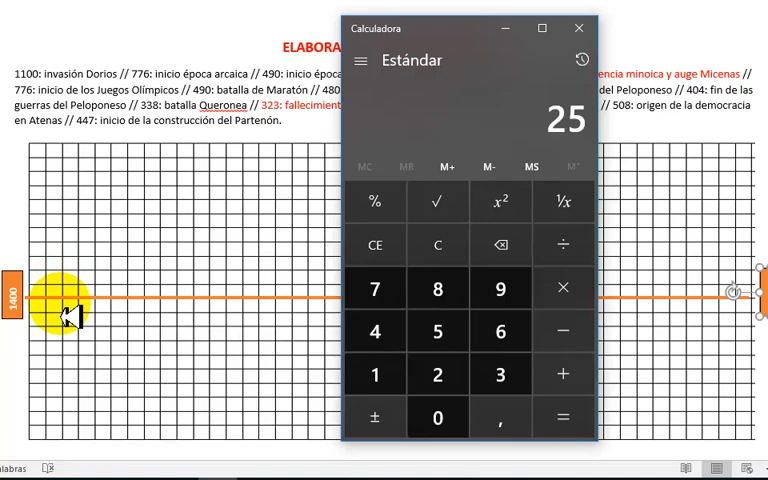 ELABORA
1100: invasión Dorios // 776: inicio época arcaica // 490: inicio época
encia minoica y auge Micenas //
776: inicio de los Juegos Olímpicos // 490: batalla de Maratón // 480
del Peloponeso // 404: fin de las
guerras del Peloponeso // 338: batalla Queronea // 323: fallecimient
// 508: origen de la democracia
en Atenas // 447: inicio de la construcción del Partenón.
Calculadora
Estándar
25
MC MR M+ M- MS M˅
% √ x² ¹/x
CE C ÷
7 8 9 ×
4 5 6 −
1 2 3 +
± 0 , =
1400
alabras